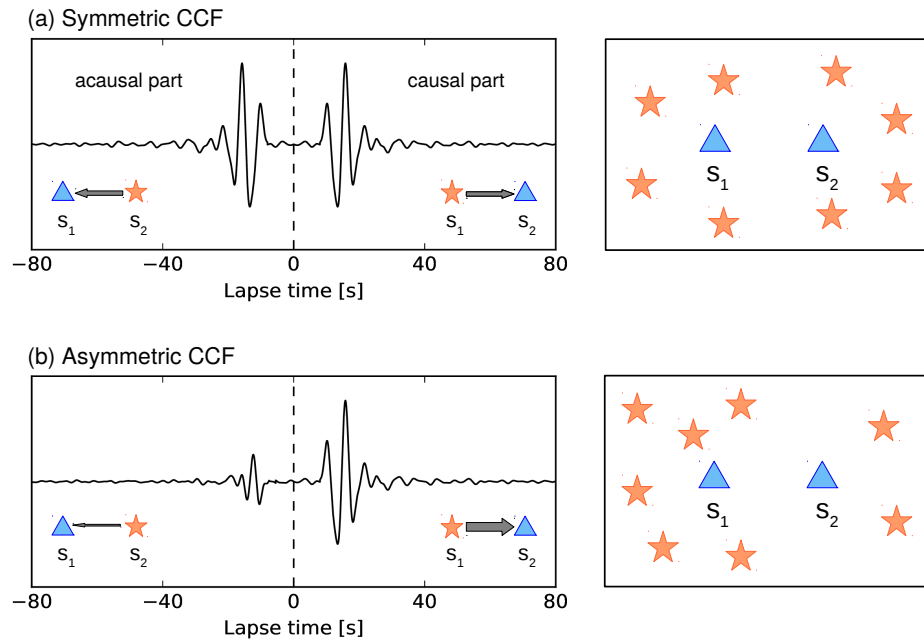 (a) Symmetric CCF
acausal part causal part
S1 S2 S1 S2
S1 S2
−80 −40 0 40 80
Lapse time [s]
(b) Asymmetric CCF
S1 S2
S1 S2 S1 S2
−80 −40 0 40 80
Lapse time [s]